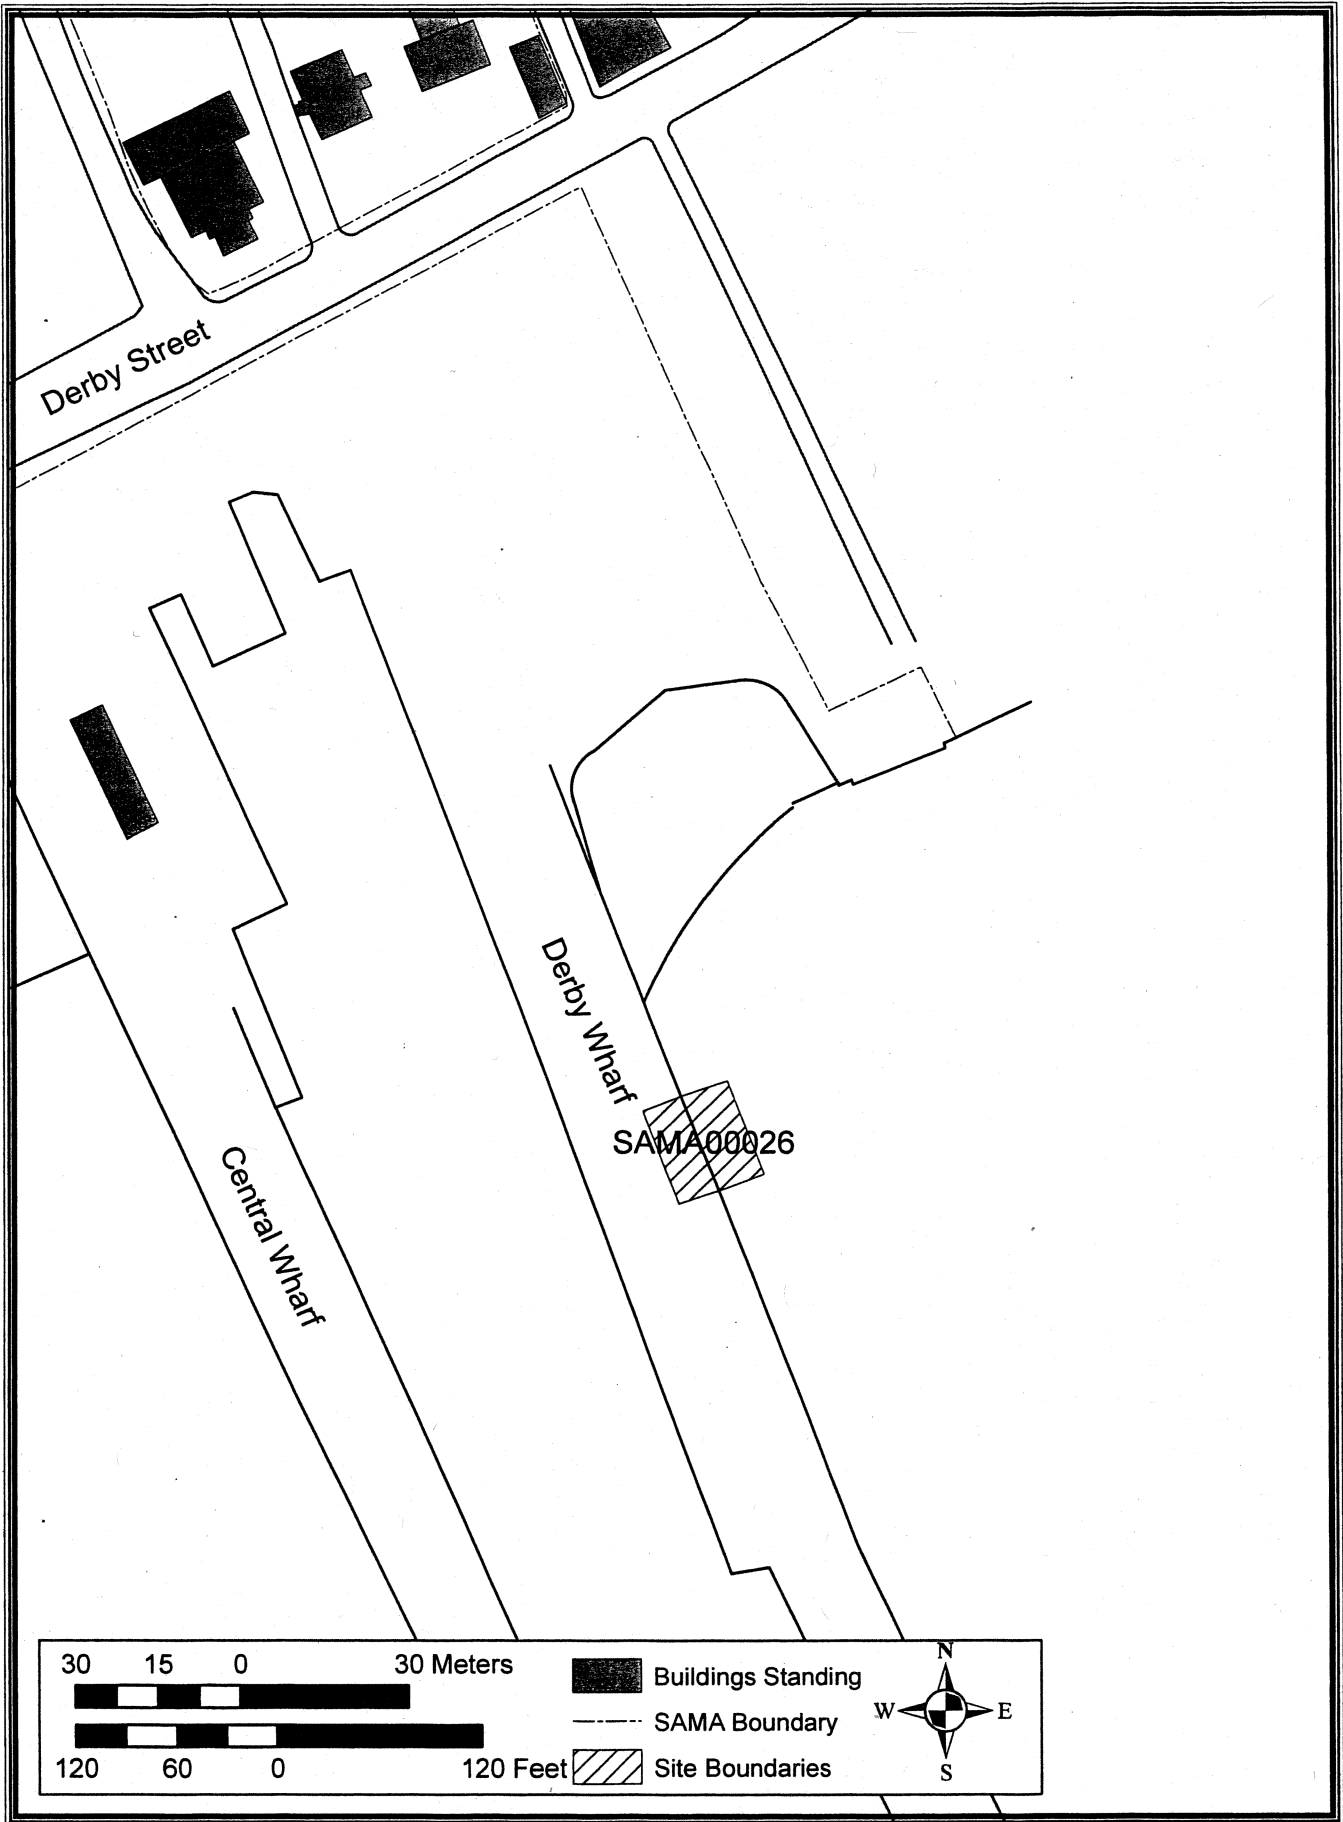 Derby Street
Derby Wharf
SAMA00026
Central Wharf
30 15 0 30 Meters
120 60 0 120 Feet
Buildings Standing
SAMA Boundary
Site Boundaries
N
W E
S